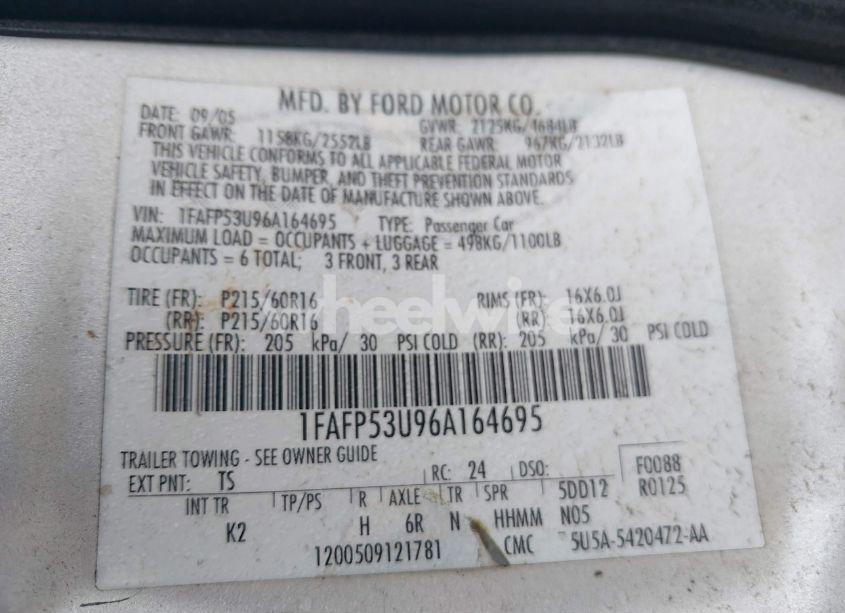 MFD. BY FORD MOTOR CO.
DATE: 09/05 GVWR: 2125KG/4684LB
FRONT GAWR: 1158KG/2552LB REAR GAWR: 967KG/2132LB
THIS VEHICLE CONFORMS TO ALL APPLICABLE FEDERAL MOTOR
VEHICLE SAFETY, BUMPER, AND THEFT PREVENTION STANDARDS
IN EFFECT ON THE DATE OF MANUFACTURE SHOWN ABOVE.
VIN: 1FAFP53U96A164695 TYPE: Passenger Car
MAXIMUM LOAD = OCCUPANTS + LUGGAGE = 498KG/1100LB
OCCUPANTS = 6 TOTAL; 3 FRONT, 3 REAR
TIRE (FR): P215/60R16 RIMS (FR): 16X6.0J
(RR): P215/60R16 (RR): 16X6.0J
PRESSURE (FR): 205 kPa/ 30 PSI COLD (RR): 205 kPa/ 30 PSI COLD
heelwire
1FAFP53U96A164695
TRAILER TOWING - SEE OWNER GUIDE
EXT PNT: TS RC: 24 DSO: F0088
INT TR TP/PS R AXLE TR SPR 5DD12 R0125
K2 H 6R N HHMM N05
1200509121781 CMC 5U5A-5420472-AA